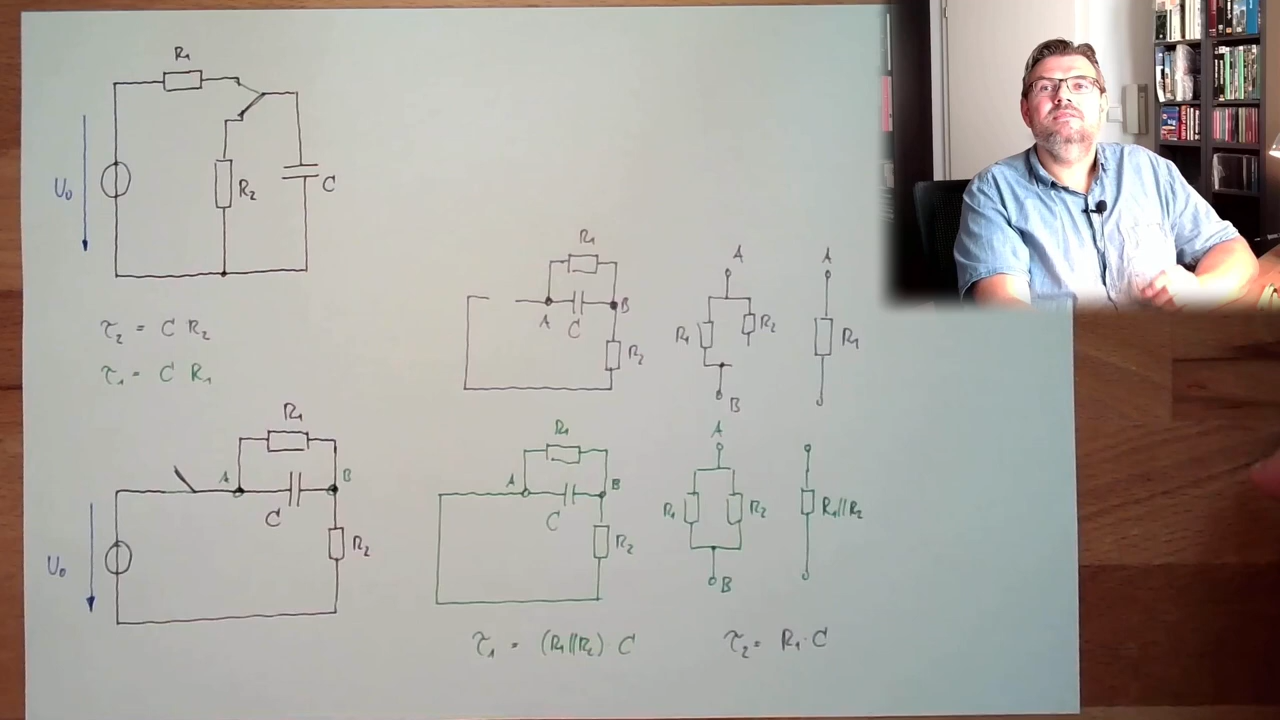 R₁
U₀
R₂
C
τ₂ = C R₂
τ₁ = C R₁
R₁
A
B
C
U₀
R₂
R₁
A
B
C
R₂
A
R₁
R₂
B
A
R₁
R₁
A
B
C
R₂
A
R₁
R₂
B
R₁//R₂
τ₁ = (R₁//R₂) · C
τ₂ = R₁ · C